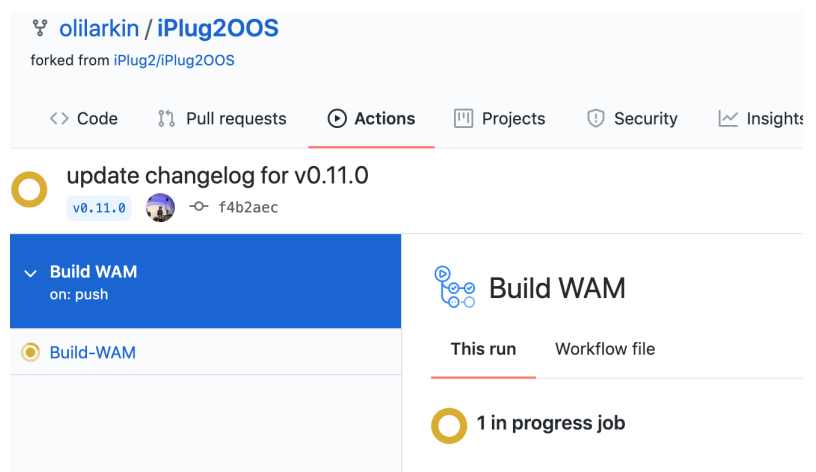 olilarkin / iPlug2OOS
forked from iPlug2/iPlug2OOS
Code Pull requests Actions Projects Security Insights
update changelog for v0.11.0
v0.11.0 f4b2aec
Build WAM
on: push
Build-WAM
Build WAM
This run Workflow file
1 in progress job